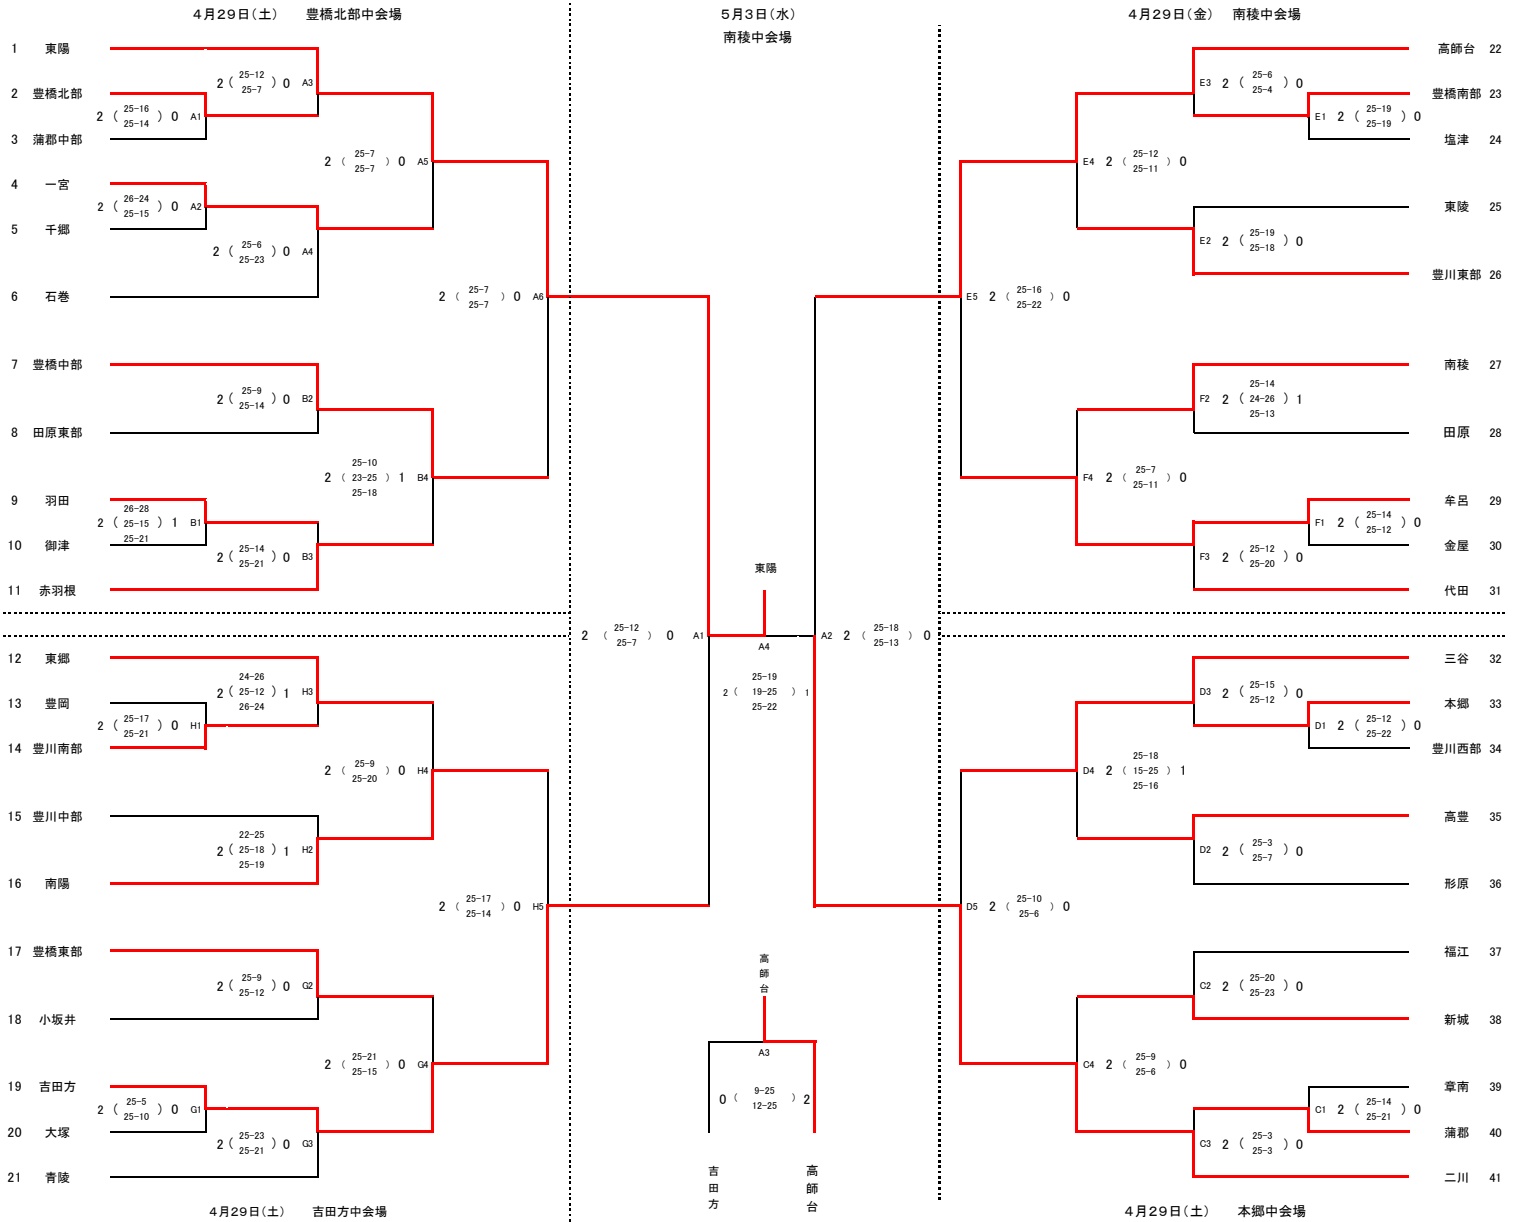 4月29日(土) 豊橋北部中会場
5月3日(水)
南稜中会場
4月29日(金) 南稜中会場
1 東陽
2 豊橋北部
3 蒲郡中部
4 一宮
5 千郷
6 石巻
7 豊橋中部
8 田原東部
9 羽田
10 御津
11 赤羽根
2 ( 25-16 25-14 ) 0 A1
2 ( 26-24 25-15 ) 0 A2
2 ( 25-12 25-7 ) 0 A3
2 ( 25-6 25-23 ) 0 A4
2 ( 25-7 25-7 ) 0 A5
2 ( 25-7 25-7 ) 0 A6
2 ( 26-28 25-15 25-21 ) 1 B1
2 ( 25-9 25-14 ) 0 B2
2 ( 25-14 25-21 ) 0 B3
2 ( 25-10 23-25 25-18 ) 1 B4
12 東郷
13 豊岡
14 豊川南部
15 豊川中部
16 南陽
17 豊橋東部
18 小坂井
19 吉田方
20 大塚
21 青陵
2 ( 25-17 25-21 ) 0 H1
2 ( 22-25 25-18 25-19 ) 1 H2
2 ( 24-26 25-12 26-24 ) 1 H3
2 ( 25-9 25-20 ) 0 H4
2 ( 25-17 25-14 ) 0 H5
2 ( 25-5 25-10 ) 0 G1
2 ( 25-9 25-12 ) 0 G2
2 ( 25-23 25-21 ) 0 G3
2 ( 25-21 25-15 ) 0 G4
4月29日(土) 吉田方中会場
東陽
2 ( 25-12 25-7 ) 0 A1
A2 2 ( 25-18 25-13 ) 0
A4
2 ( 25-19 19-25 25-22 ) 1
高師台
A3
0 ( 9-25 12-25 ) 2
吉田方
高師台
高師台 22
豊橋南部 23
塩津 24
東陵 25
豊川東部 26
南稜 27
田原 28
牟呂 29
金屋 30
代田 31
E1 2 ( 25-19 25-19 ) 0
E2 2 ( 25-19 25-18 ) 0
E3 2 ( 25-6 25-4 ) 0
E4 2 ( 25-12 25-11 ) 0
E5 2 ( 25-16 25-22 ) 0
F1 2 ( 25-14 25-12 ) 0
F2 2 ( 25-14 24-26 25-13 ) 1
F3 2 ( 25-12 25-20 ) 0
F4 2 ( 25-7 25-11 ) 0
三谷 32
本郷 33
豊川西部 34
高豊 35
形原 36
福江 37
新城 38
章南 39
蒲郡 40
二川 41
D1 2 ( 25-12 25-22 ) 0
D2 2 ( 25-3 25-7 ) 0
D3 2 ( 25-15 25-12 ) 0
D4 2 ( 25-18 15-25 25-16 ) 1
D5 2 ( 25-10 25-6 ) 0
C1 2 ( 25-14 25-21 ) 0
C2 2 ( 25-20 25-23 ) 0
C3 2 ( 25-3 25-3 ) 0
C4 2 ( 25-9 25-6 ) 0
4月29日(土) 本郷中会場